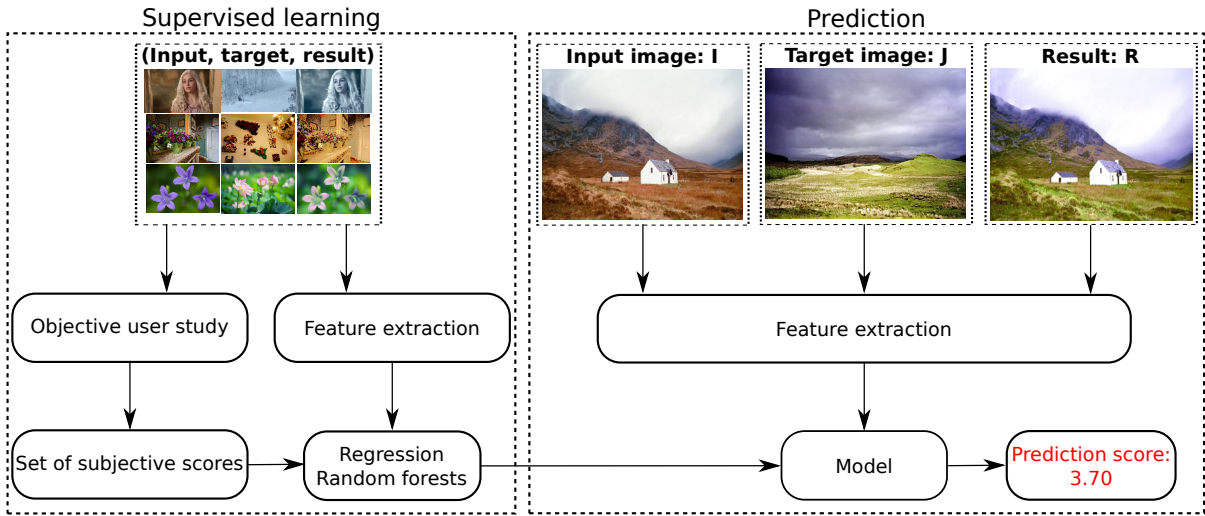 Supervised learning
(Input, target, result)
Objective user study
Feature extraction
Set of subjective scores
Regression
Random forests
Prediction
Input image: I
Target image: J
Result: R
Feature extraction
Model
Prediction score:
3.70